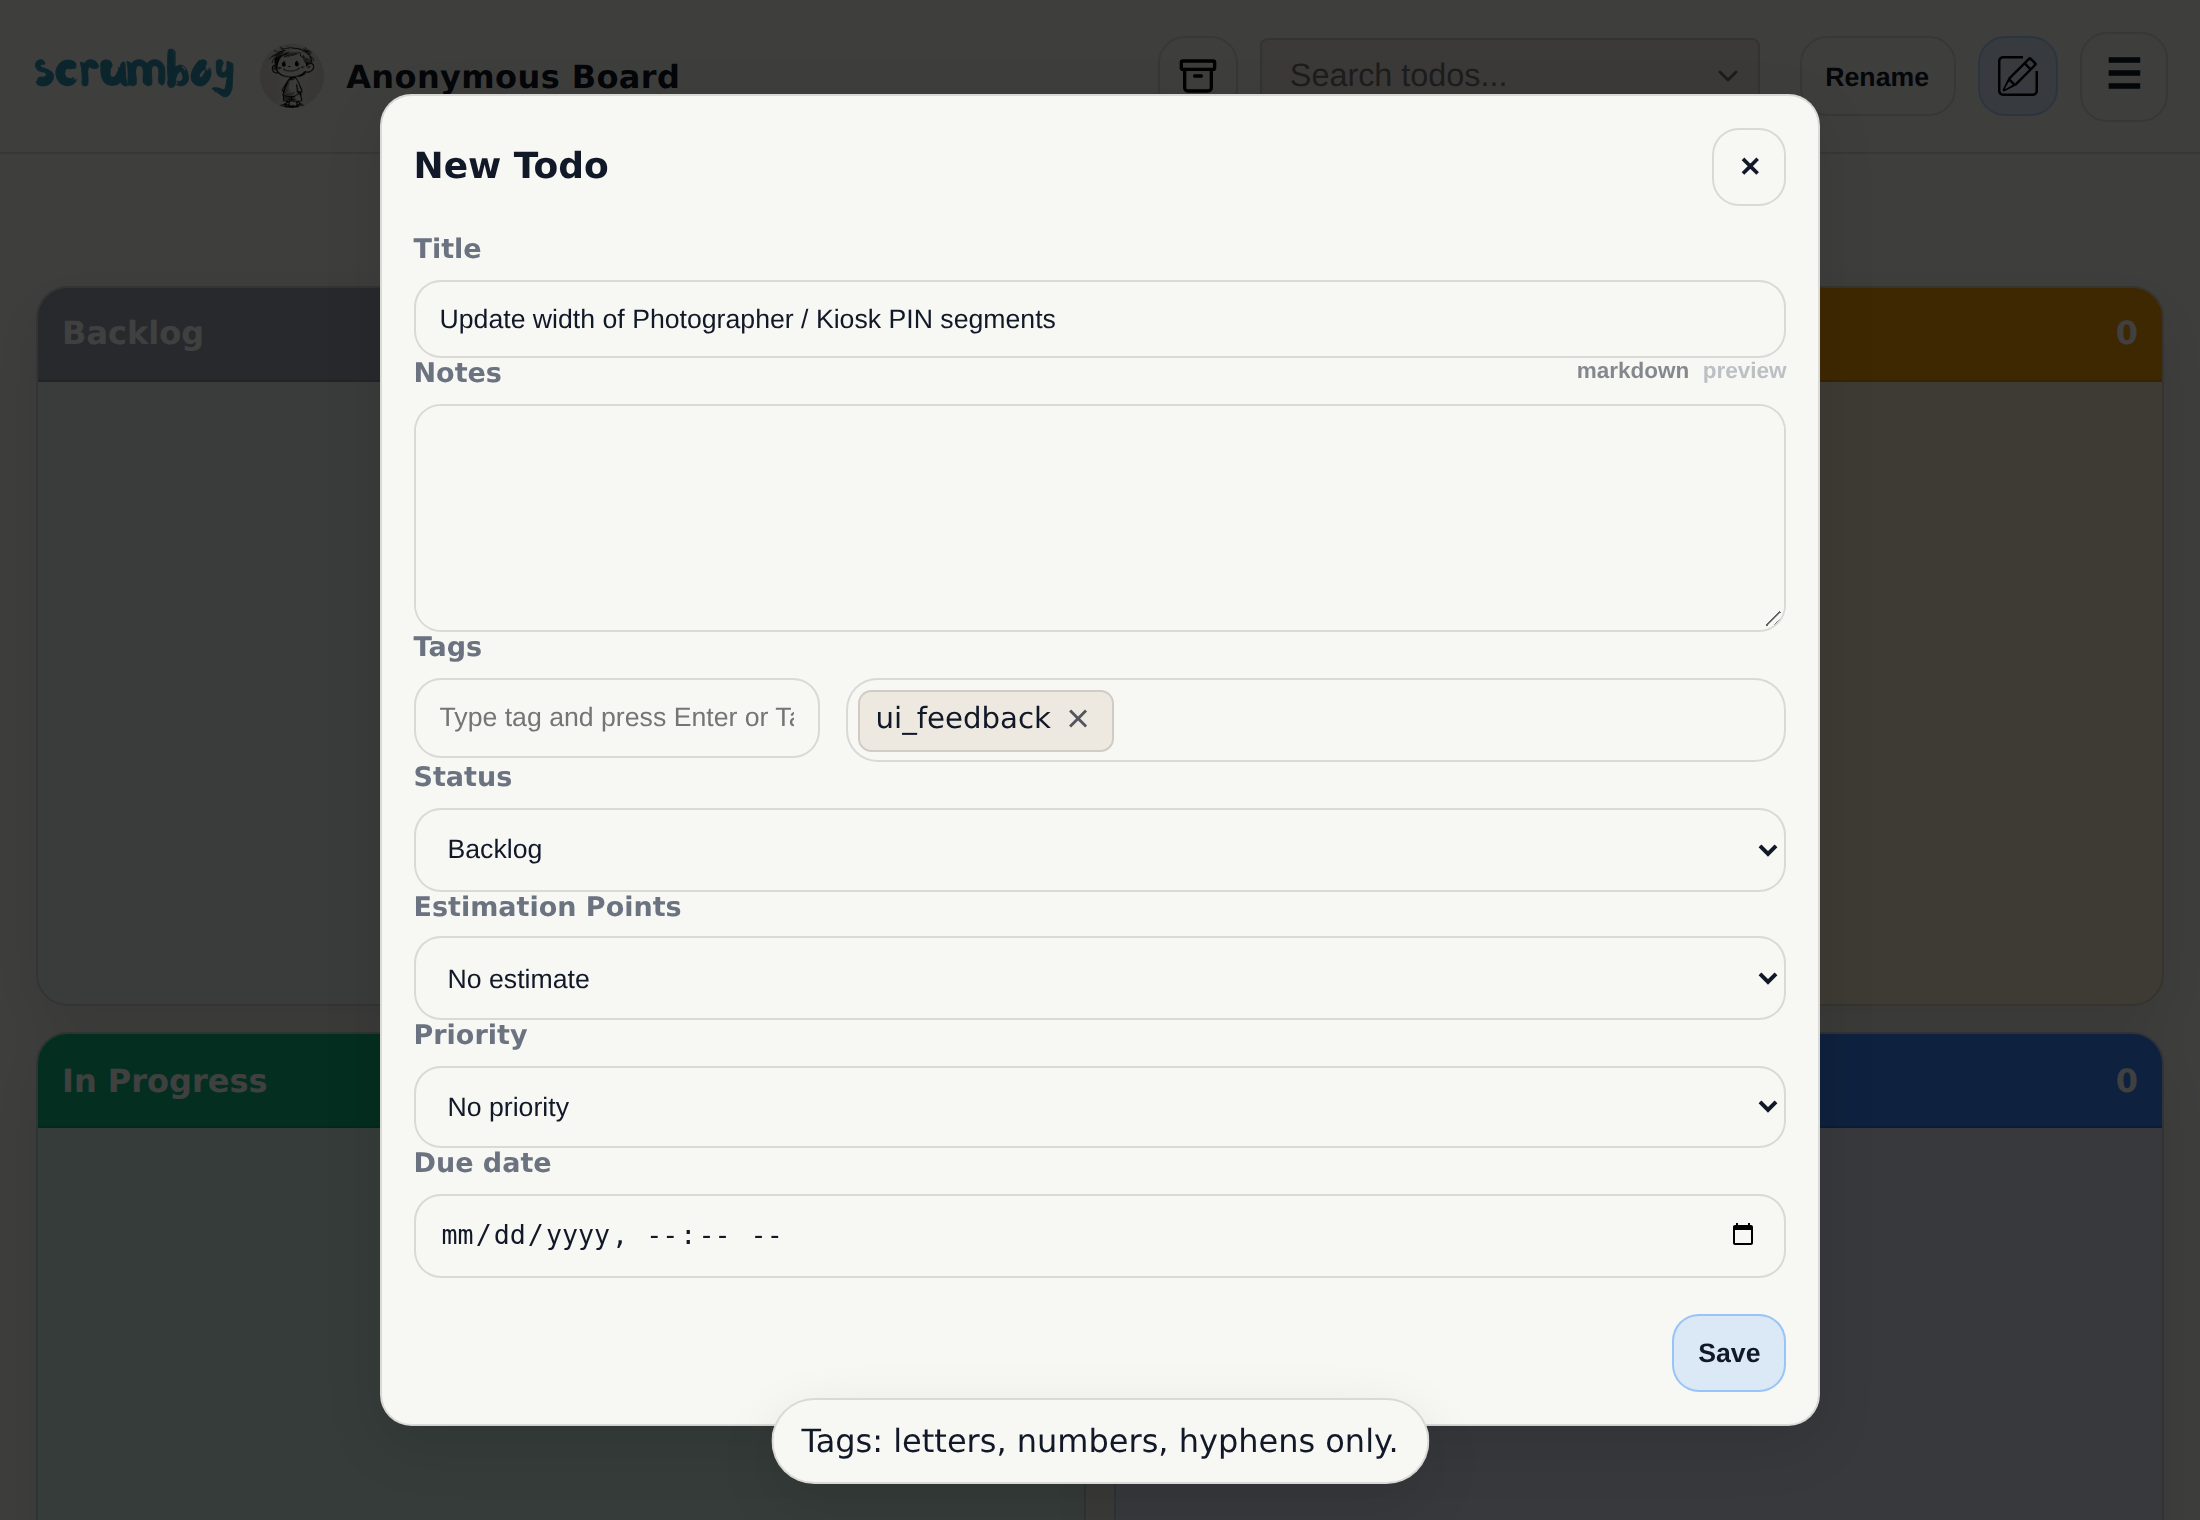 scrumboy
Anonymous Board
Search todos...
Rename
New Todo
×
Title
Update width of Photographer / Kiosk PIN segments
Notes
markdown preview
Tags
Type tag and press Enter or Ta
ui_feedback ×
Status
Backlog
Estimation Points
No estimate
Priority
No priority
Due date
mm/dd/yyyy, --:-- --
Save
Tags: letters, numbers, hyphens only.
Backlog
0
In Progress
0